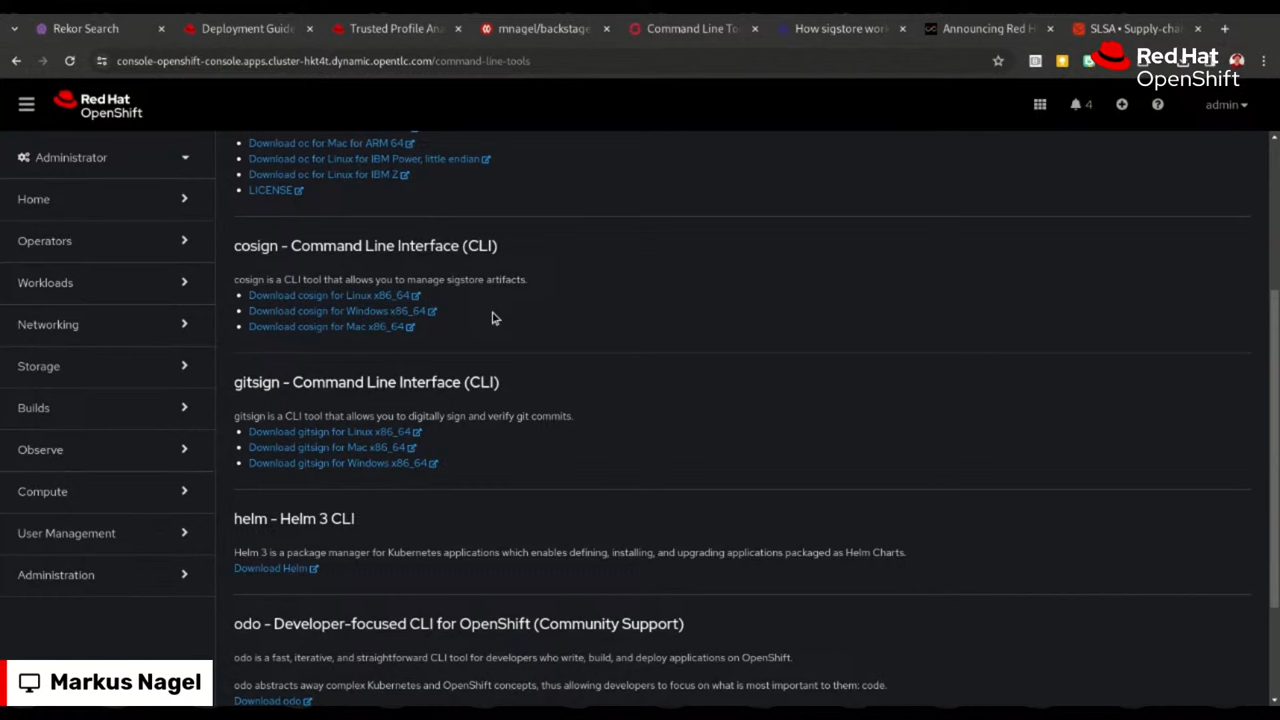 Rekor Search
Deployment Guide
Trusted Profile Ana
mnagel/backstage
Command Line To
How sigstore wor
Announcing Red H
SLSA • Supply-cha
console-openshift-console.apps.cluster-hkt4t.dynamic.opentlc.com/command-line-tools
Red Hat
OpenShift
Red Hat
OpenShift
4
admin
Administrator
Home
Operators
Workloads
Networking
Storage
Builds
Observe
Compute
User Management
Administration
Download oc for Mac for ARM 64
Download oc for Linux for IBM Power, little endian
Download oc for Linux for IBM Z
LICENSE
cosign - Command Line Interface (CLI)
cosign is a CLI tool that allows you to manage sigstore artifacts.
Download cosign for Linux x86_64
Download cosign for Windows x86_64
Download cosign for Mac x86_64
gitsign - Command Line Interface (CLI)
gitsign is a CLI tool that allows you to digitally sign and verify git commits.
Download gitsign for Linux x86_64
Download gitsign for Mac x86_64
Download gitsign for Windows x86_64
helm - Helm 3 CLI
Helm 3 is a package manager for Kubernetes applications which enables defining, installing, and upgrading applications packaged as Helm Charts.
Download Helm
odo - Developer-focused CLI for OpenShift (Community Support)
odo is a fast, iterative, and straightforward CLI tool for developers who write, build, and deploy applications on OpenShift.
odo abstracts away complex Kubernetes and OpenShift concepts, thus allowing developers to focus on what is most important to them: code.
Download odo
Markus Nagel